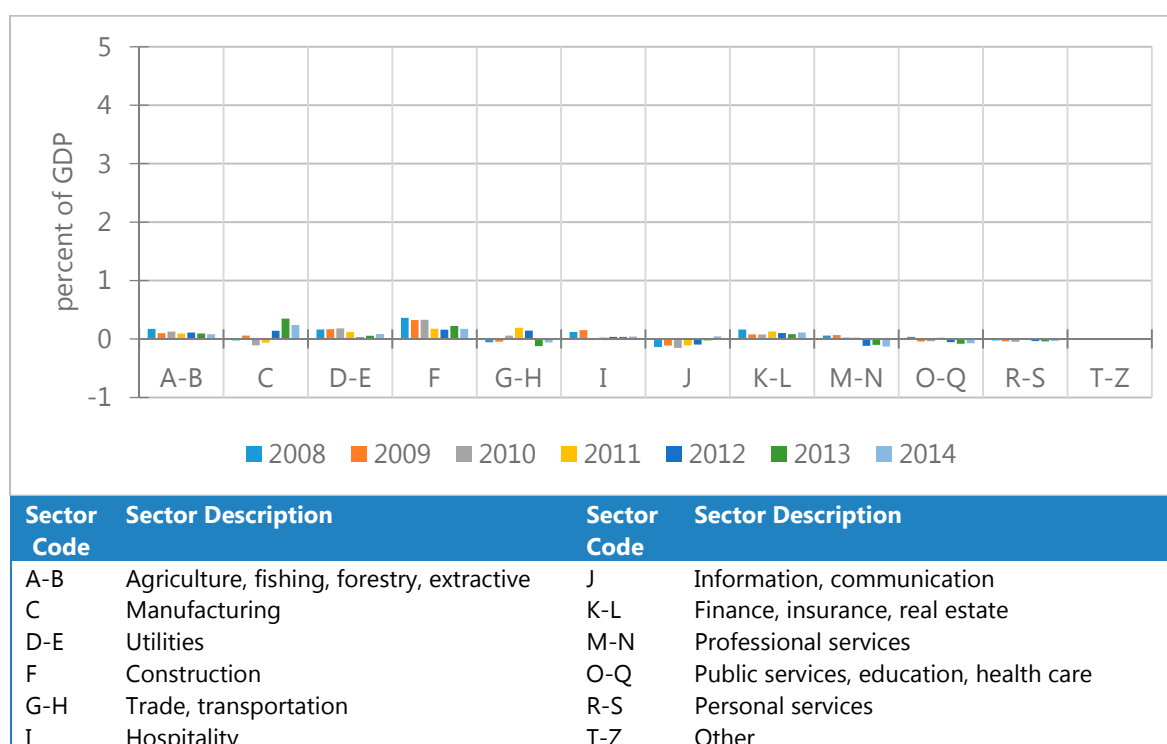 5
4
3
2
1
0
-1
percent of GDP
A-B C D-E F G-H I J K-L M-N O-Q R-S T-Z
2008 2009 2010 2011 2012 2013 2014
Sector Code Sector Description Sector Code Sector Description
A-B Agriculture, fishing, forestry, extractive J Information, communication
C Manufacturing K-L Finance, insurance, real estate
D-E Utilities M-N Professional services
F Construction O-Q Public services, education, health care
G-H Trade, transportation R-S Personal services
I Hospitality T-Z Other